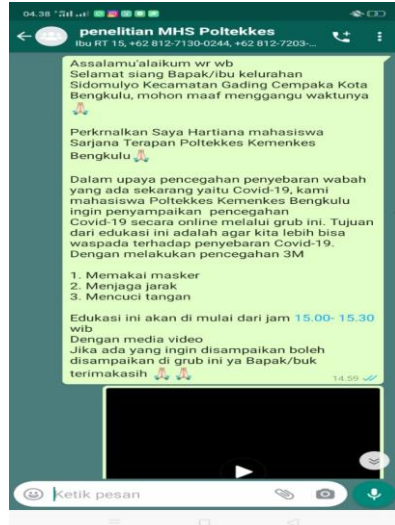 04.38
penelitian MHS Poltekkes
Ibu RT 15, +62 812-7130-0244, +62 812-7203-...
Assalamu'alaikum wr wb
Selamat siang Bapak/ibu kelurahan
Sidomulyo Kecamatan Gading Cempaka Kota
Bengkulu, mohon maaf menggangu waktunya
🙏
Perkrnalkan Saya Hartiana mahasiswa
Sarjana Terapan Poltekkes Kemenkes
Bengkulu 🙏
Dalam upaya pencegahan penyebaran wabah
yang ada sekarang yaitu Covid-19, kami
mahasiswa Poltekkes Kemenkes Bengkulu
ingin penyampaikan pencegahan
Covid-19 secara online melalui grub ini. Tujuan
dari edukasi ini adalah agar kita lebih bisa
waspada terhadap penyebaran Covid-19.
Dengan melakukan pencegahan 3M
1. Memakai masker
2. Menjaga jarak
3. Mencuci tangan
Edukasi ini akan di mulai dari jam 15.00- 15.30
wib
Dengan media video
Jika ada yang ingin disampaikan boleh
disampaikan di grub ini ya Bapak/buk
terimakasih 🙏 🙏
14.59
Ketik pesan